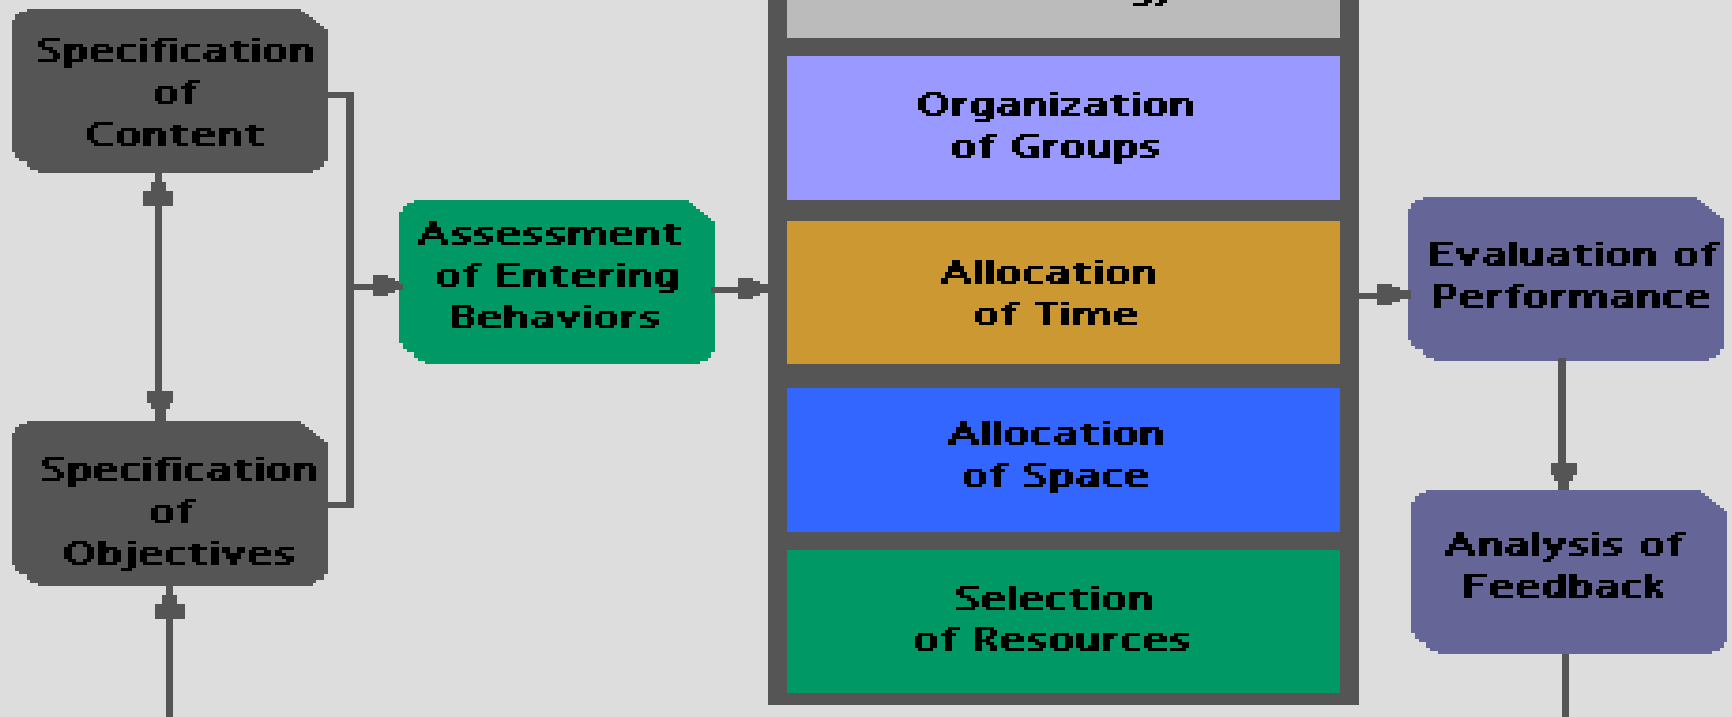 Specification
of
Content
Specification
of
Objectives
Assessment
of Entering
Behaviors
Organization
of Groups
Allocation
of Time
Allocation
of Space
Selection
of Resources
Evaluation of
Performance
Analysis of
Feedback